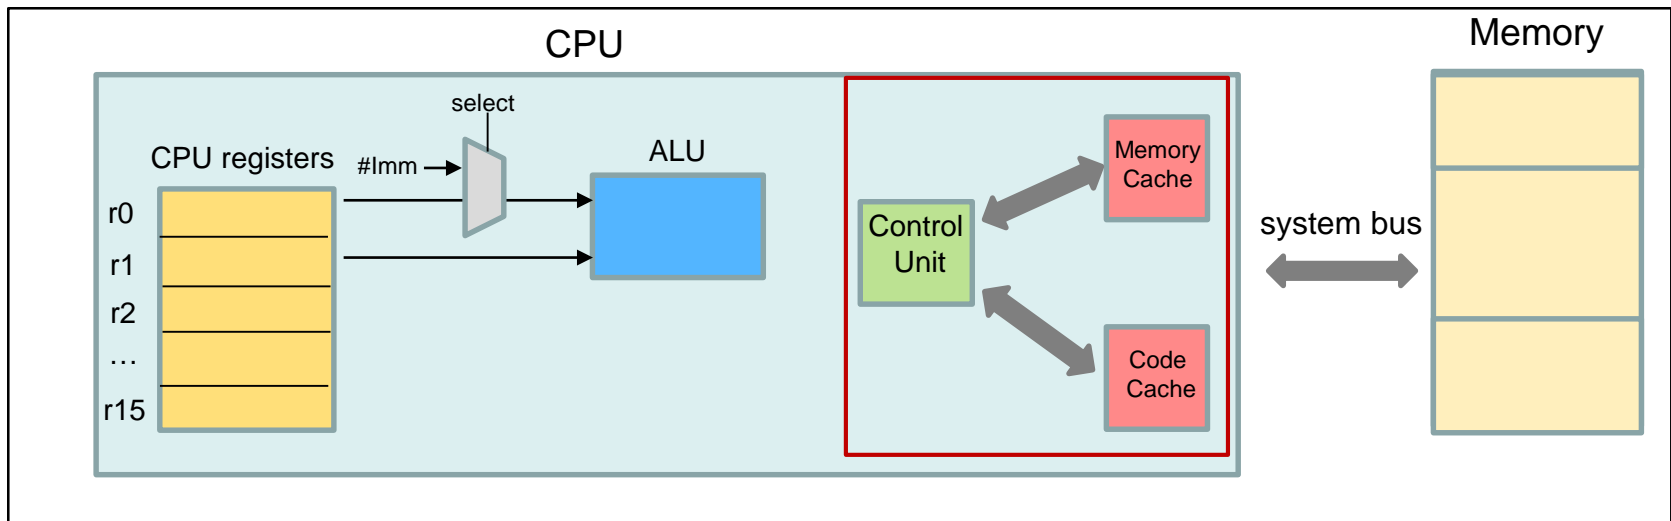 CPU
Memory
select
CPU registers
#Imm
ALU
r0
r1
r2
…
r15
Control
Unit
Memory
Cache
Code
Cache
system bus